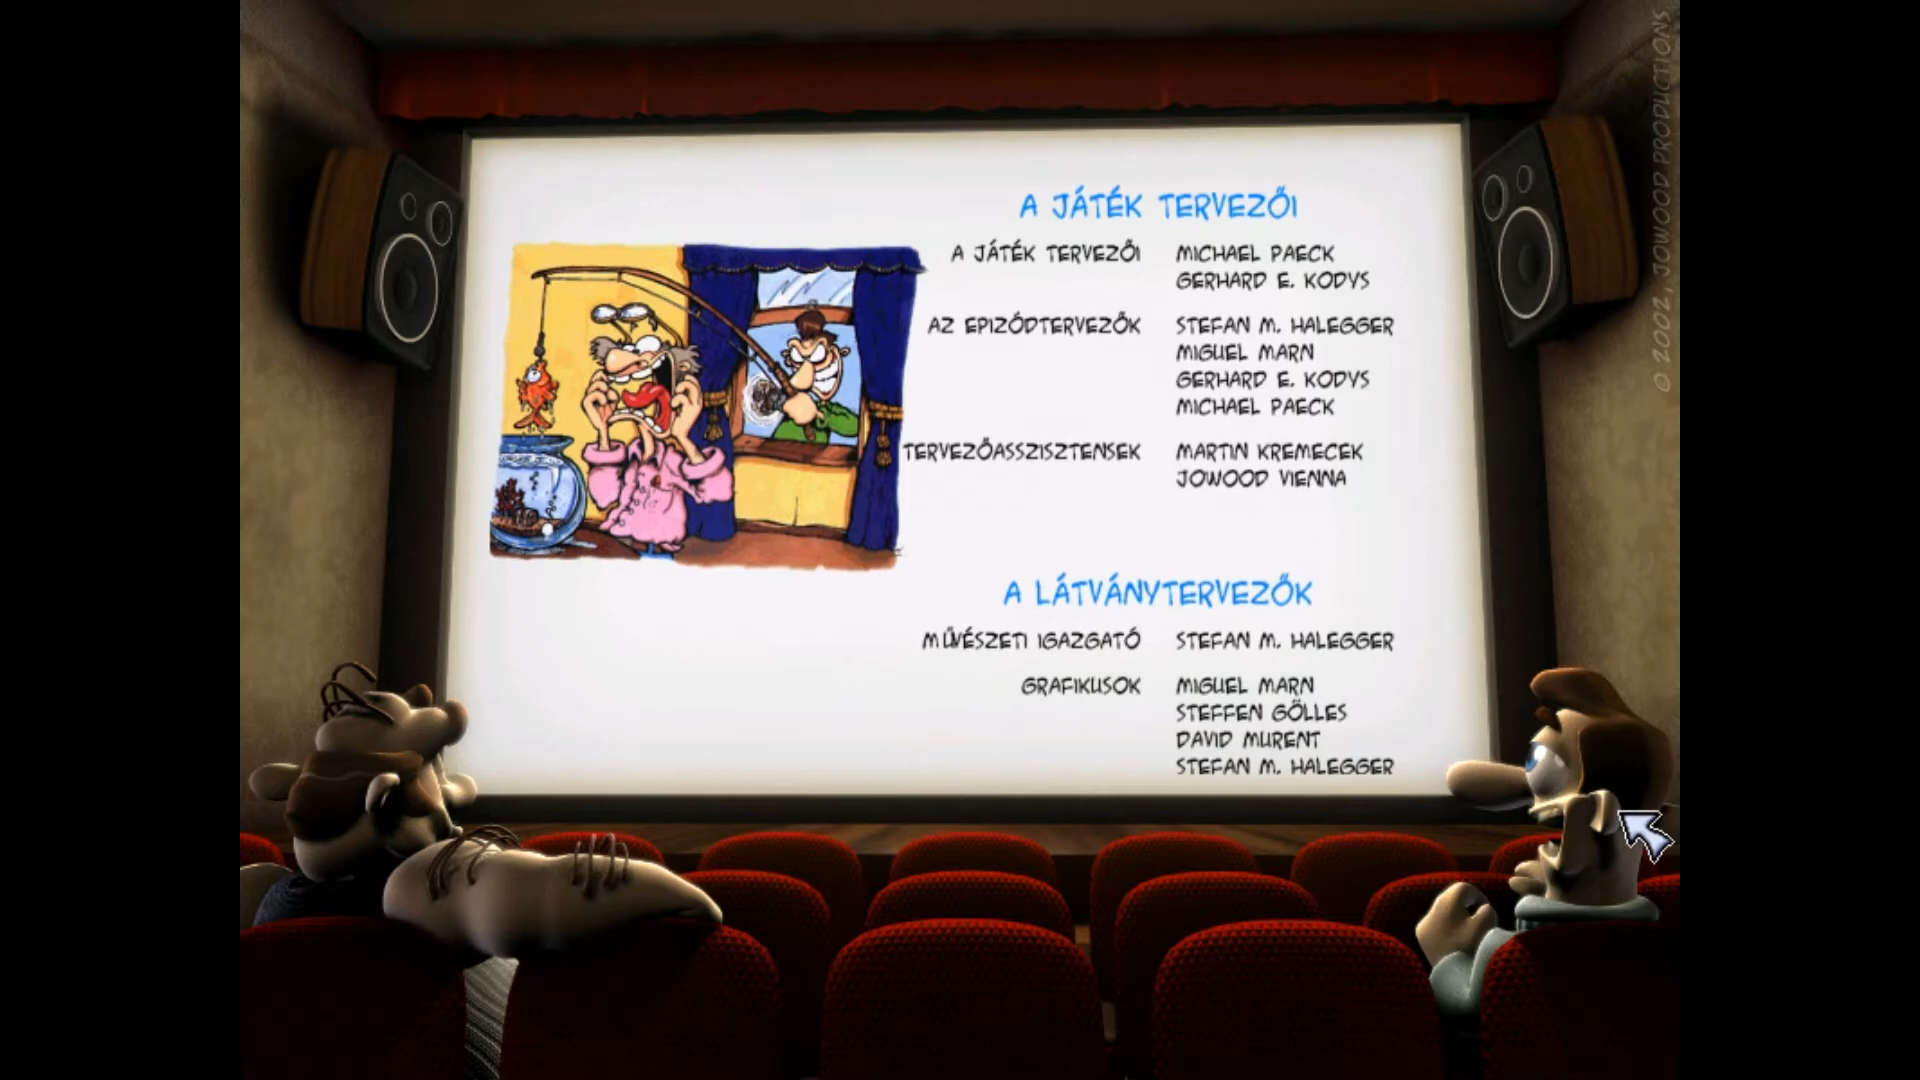 A JÁTÉK TERVEZŐI
A JÁTÉK TERVEZŐI MICHAEL PAECK
GERHARD E. KODYS
AZ EPIZÓDTERVEZŐK STEFAN M. HALEGGER
MIGUEL MARN
GERHARD E. KODYS
MICHAEL PAECK
TERVEZŐASSZISZTENSEK MARTIN KREMECEK
JOWOOD VIENNA
A LÁTVÁNYTERVEZŐK
MŰVÉSZETI IGAZGATÓ STEFAN M. HALEGGER
GRAFIKUSOK MIGUEL MARN
STEFFEN GÖLLES
DAVID MURENT
STEFAN M. HALEGGER
© 2002, JOWOOD PRODUCTIONS